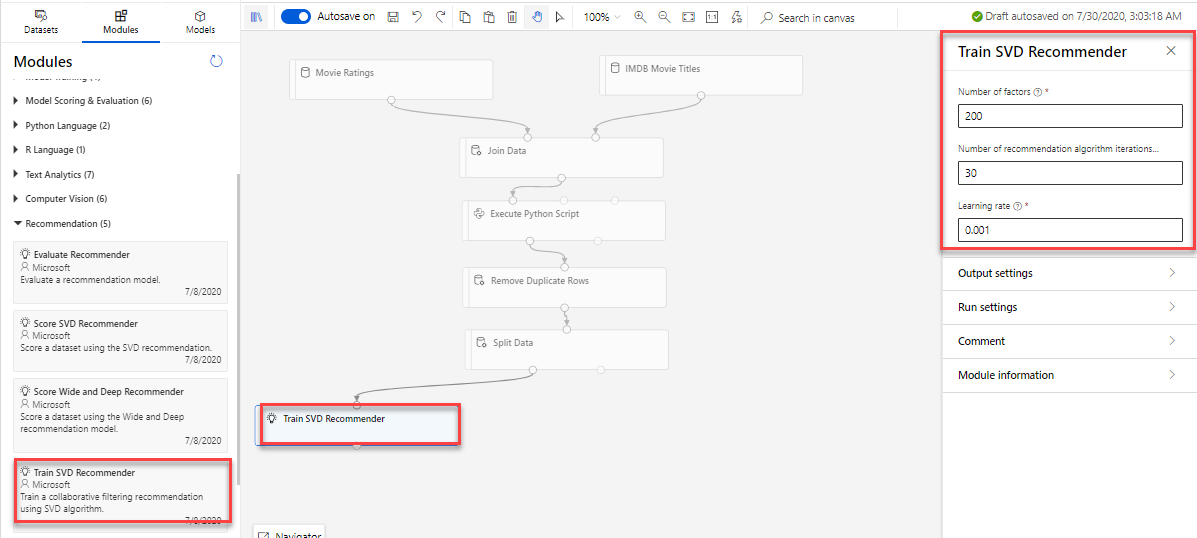 Datasets
Modules
Models
Autosave on
100%
Search in canvas
Draft autosaved on 7/30/2020, 3:03:18 AM
Modules
Model Scoring & Evaluation (6)
Python Language (2)
R Language (1)
Text Analytics (7)
Computer Vision (6)
Recommendation (5)
Evaluate Recommender
Microsoft
Evaluate a recommendation model.
7/8/2020
Score SVD Recommender
Microsoft
Score a dataset using the SVD recommendation.
7/8/2020
Score Wide and Deep Recommender
Microsoft
Score a dataset using the Wide and Deep
recommendation model.
7/8/2020
Train SVD Recommender
Microsoft
Train a collaborative filtering recommendation
using SVD algorithm.
7/8/2020
Movie Ratings
IMDB Movie Titles
Join Data
Execute Python Script
Remove Duplicate Rows
Split Data
Train SVD Recommender
Navigator
Train SVD Recommender
Number of factors *
200
Number of recommendation algorithm iterations...
30
Learning rate *
0.001
Output settings
Run settings
Comment
Module information